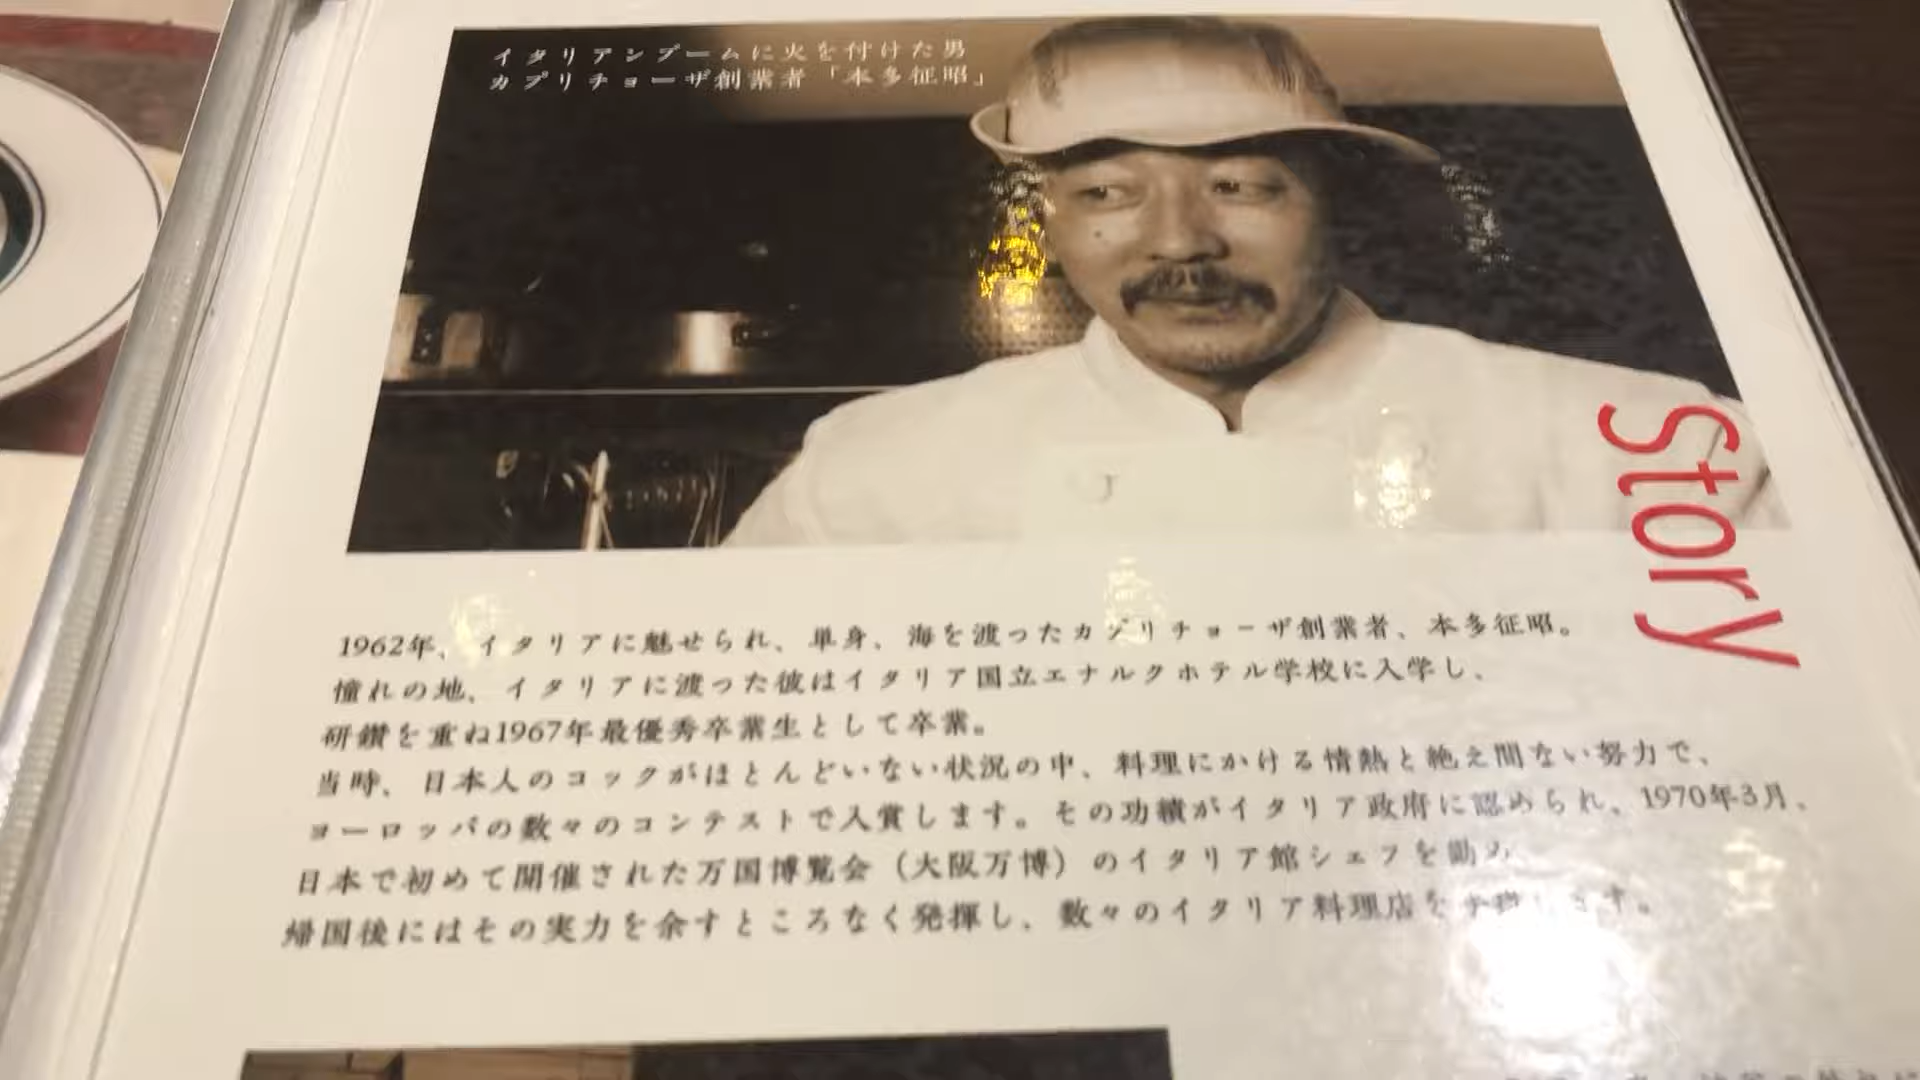 イタリアンブームに火を付けた男
カプリチョーザ創業者「本多征昭」
Story
1962年、イタリアに魅せられ、単身、海を渡ったカプリチョーザ創業者、本多征昭。
憧れの地、イタリアに渡った彼はイタリア国立エナルクホテル学校に入学し、
研鑽を重ね1967年最優秀卒業生として卒業。
当時、日本人のコックがほとんどいない状況の中、料理にかける情熱と絶え間ない努力で、
ヨーロッパの数々のコンテストで入賞します。その功績がイタリア政府に認められ、1970年3月、
日本で初めて開催された万国博覧会（大阪万博）のイタリア館シェフを勤め
帰国後にはその実力を余すところなく発揮し、数々のイタリア料理店を